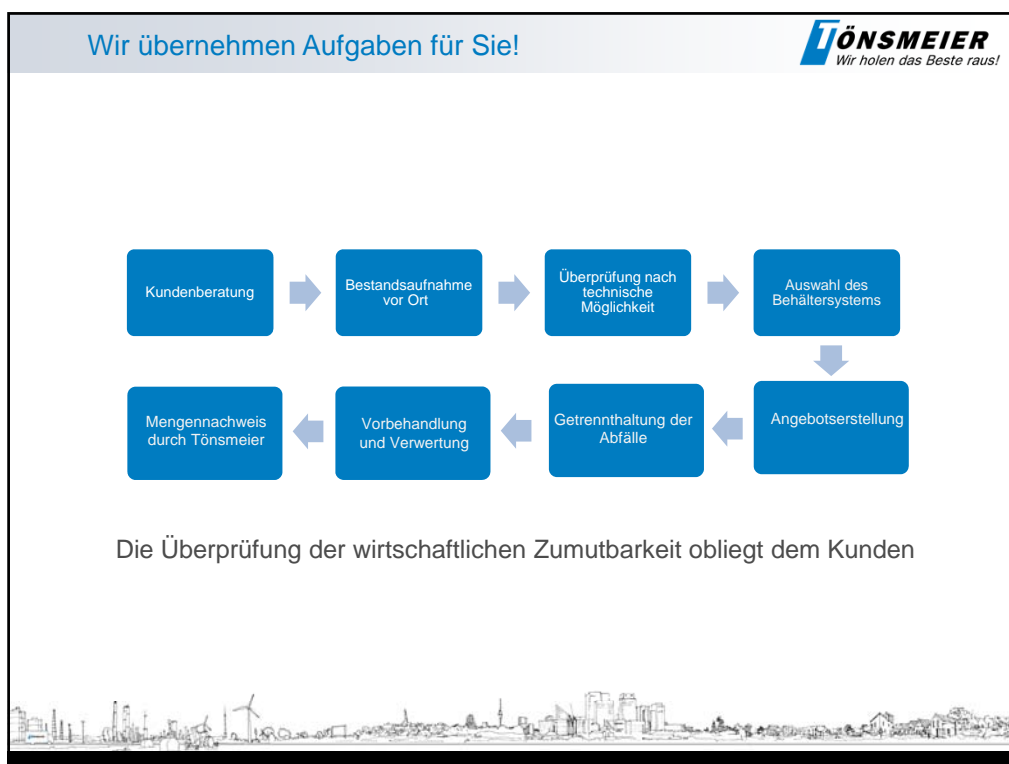 Wir übernehmen Aufgaben für Sie!
TÖNSMEIER
Wir holen das Beste raus!
Kundenberatung
Bestandsaufnahme
vor Ort
Überprüfung nach
technische
Möglichkeit
Auswahl des
Behältersystems
Angebotserstellung
Getrennthaltung der
Abfälle
Vorbehandlung
und Verwertung
Mengennachweis
durch Tönsmeier
Die Überprüfung der wirtschaftlichen Zumutbarkeit obliegt dem Kunden